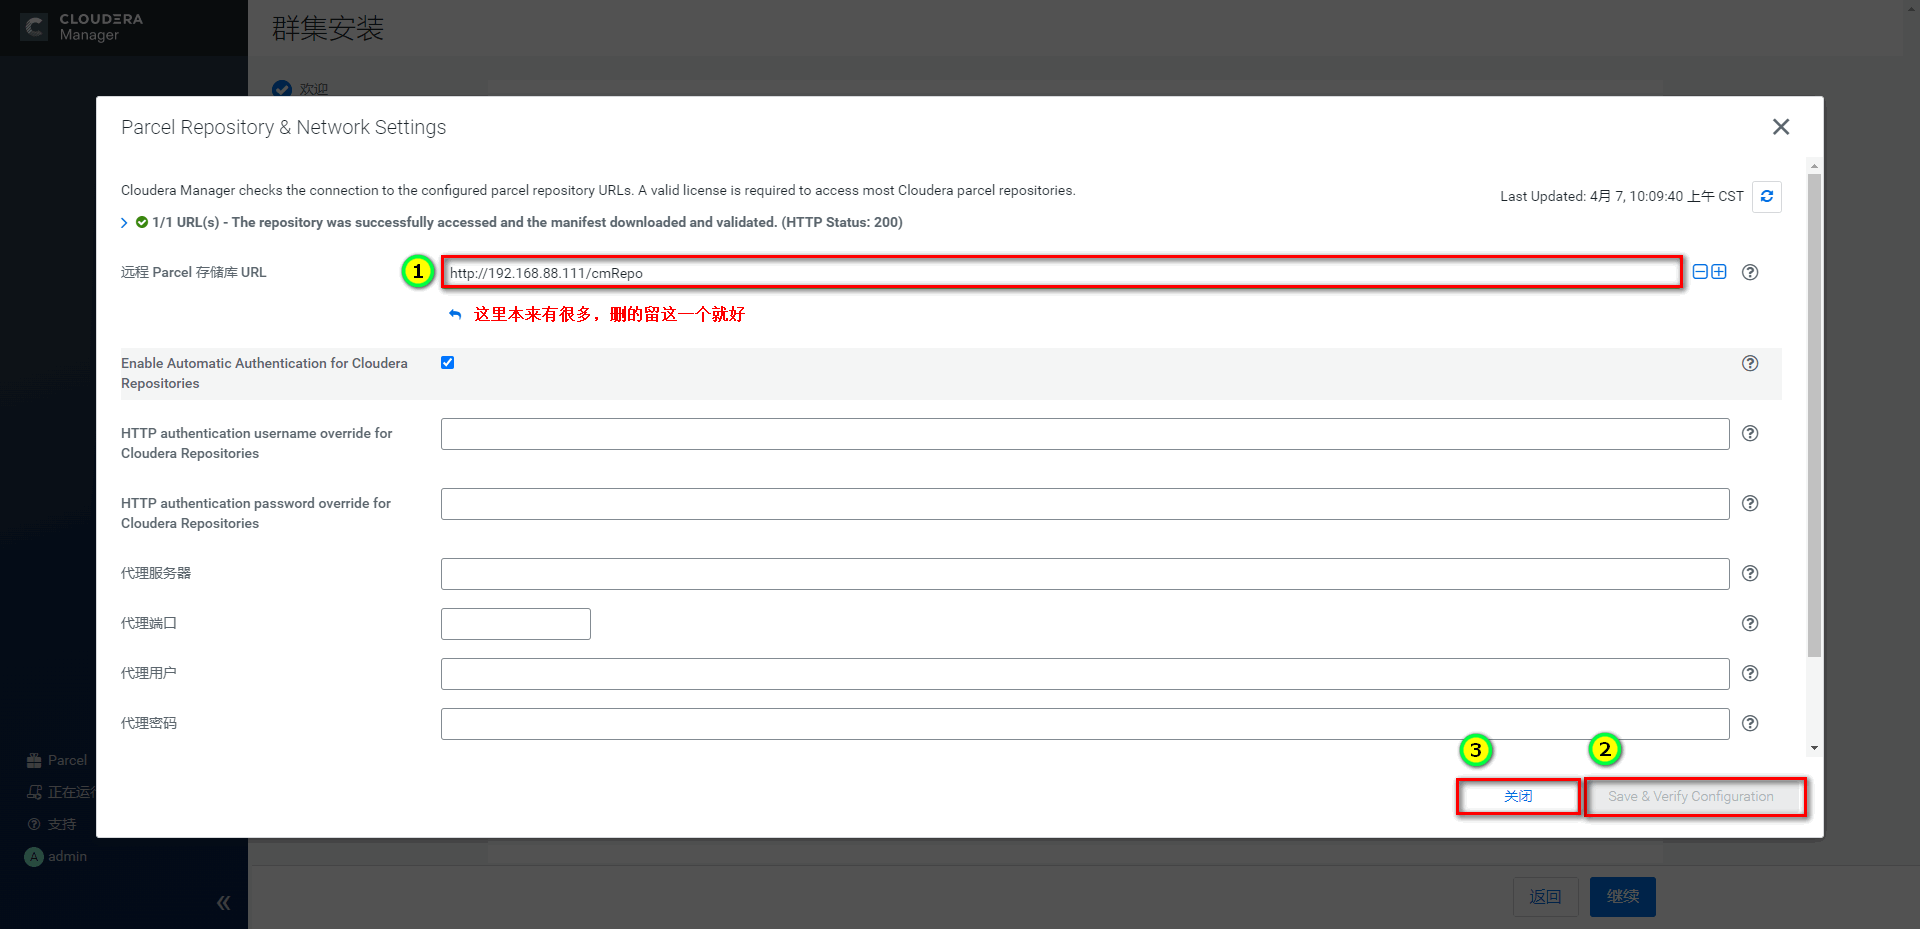 CLOUDERA
Manager
群集安装
欢迎
Parcel Repository & Network Settings
Cloudera Manager checks the connection to the configured parcel repository URLs. A valid license is required to access most Cloudera parcel repositories.
Last Updated: 4月 7, 10:09:40 上午 CST
1/1 URL(s) - The repository was successfully accessed and the manifest downloaded and validated. (HTTP Status: 200)
远程 Parcel 存储库 URL
1
http://192.168.88.111/cmRepo
这里本来有很多，删的留这一个就好
Enable Automatic Authentication for Cloudera
Repositories
HTTP authentication username override for
Cloudera Repositories
HTTP authentication password override for
Cloudera Repositories
代理服务器
代理端口
代理用户
代理密码
3
2
关闭
Save & Verify Configuration
Parcel
正在运行
支持
A admin
返回
继续